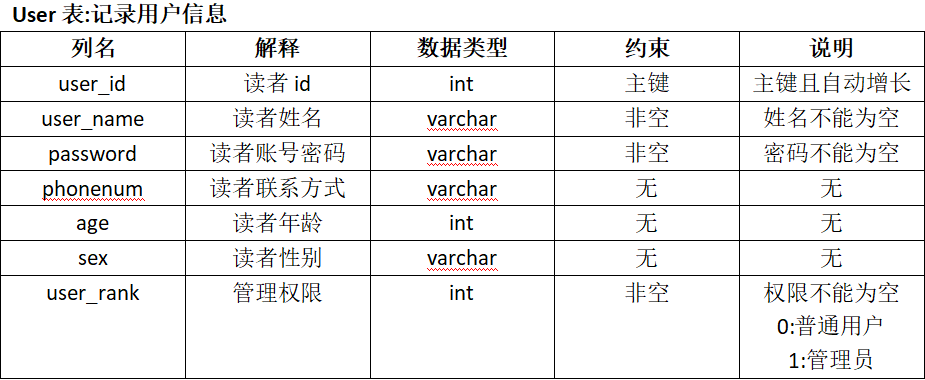 User 表:记录用户信息
列名 解释 数据类型 约束 说明
user_id 读者 id int 主键 主键且自动增长
user_name 读者姓名 varchar 非空 姓名不能为空
password 读者账号密码 varchar 非空 密码不能为空
phonenum 读者联系方式 varchar 无 无
age 读者年龄 int 无 无
sex 读者性别 varchar 无 无
user_rank 管理权限 int 非空 权限不能为空
0:普通用户
1:管理员